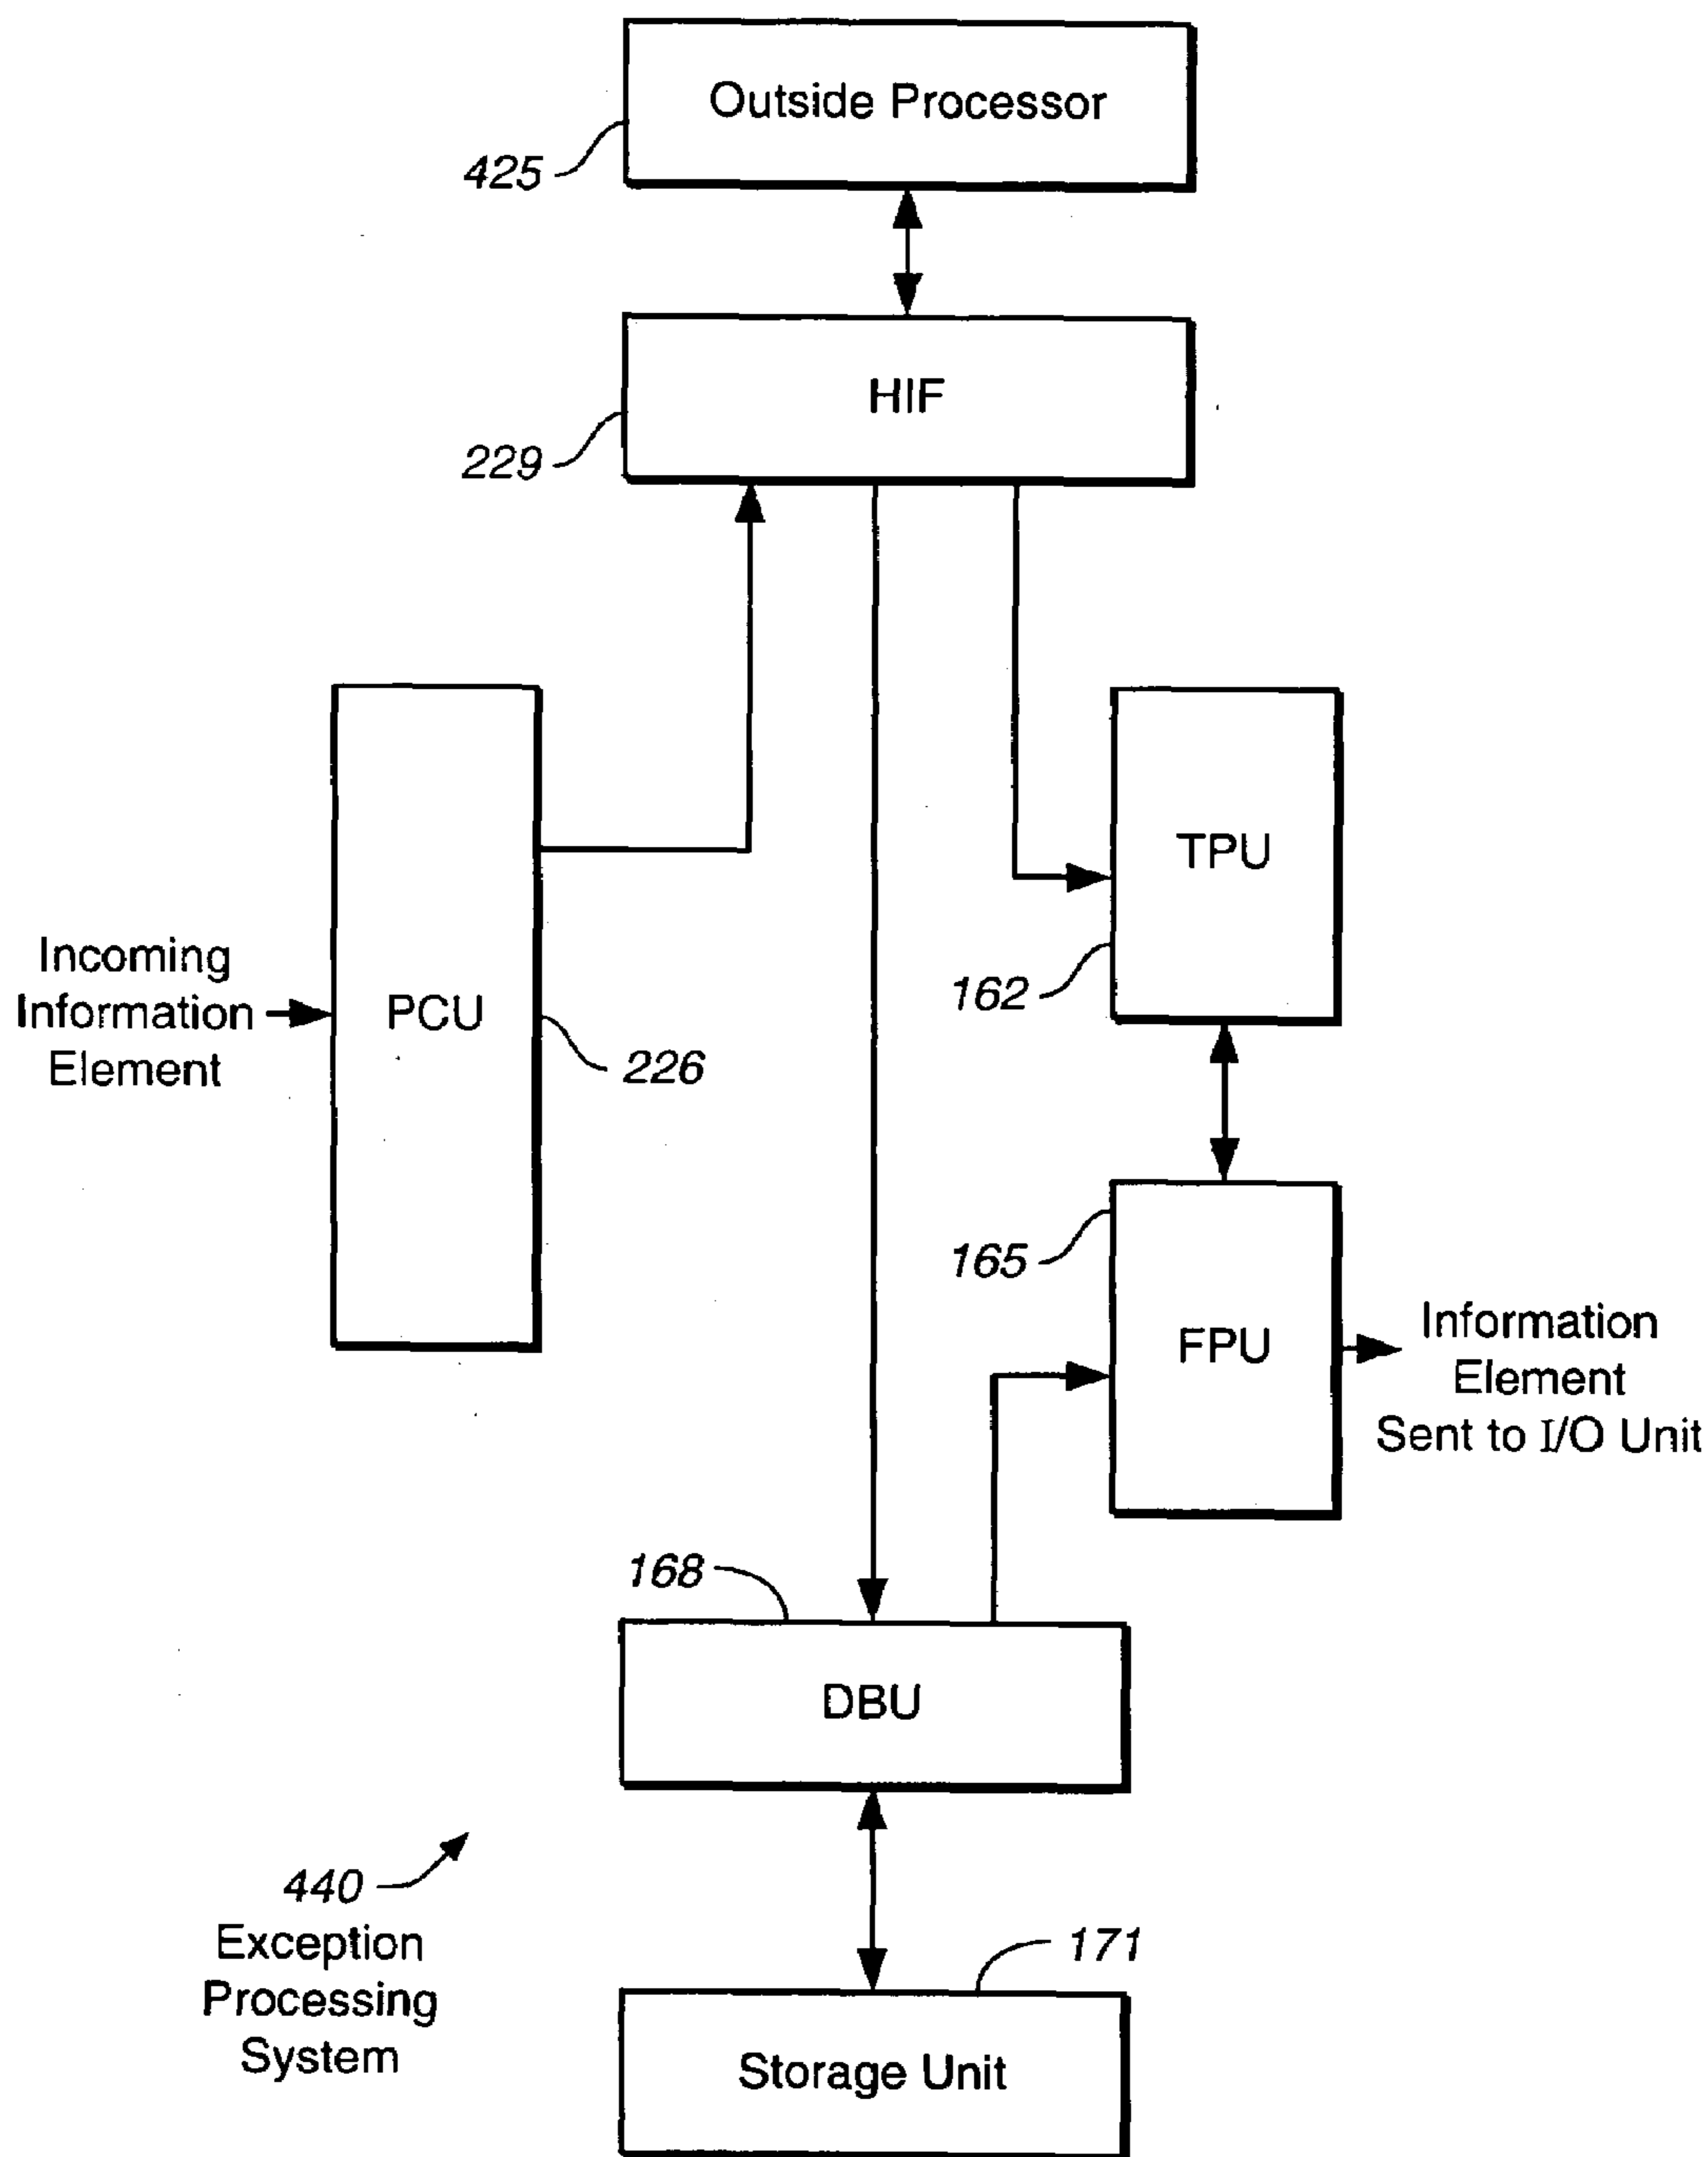 Outside Processor
425
HIF
229
TPU
162
Incoming
Information
Element
PCU
226
165
FPU
Information
Element
Sent to I/O Unit
168
DBU
440
Exception
Processing
System
171
Storage Unit